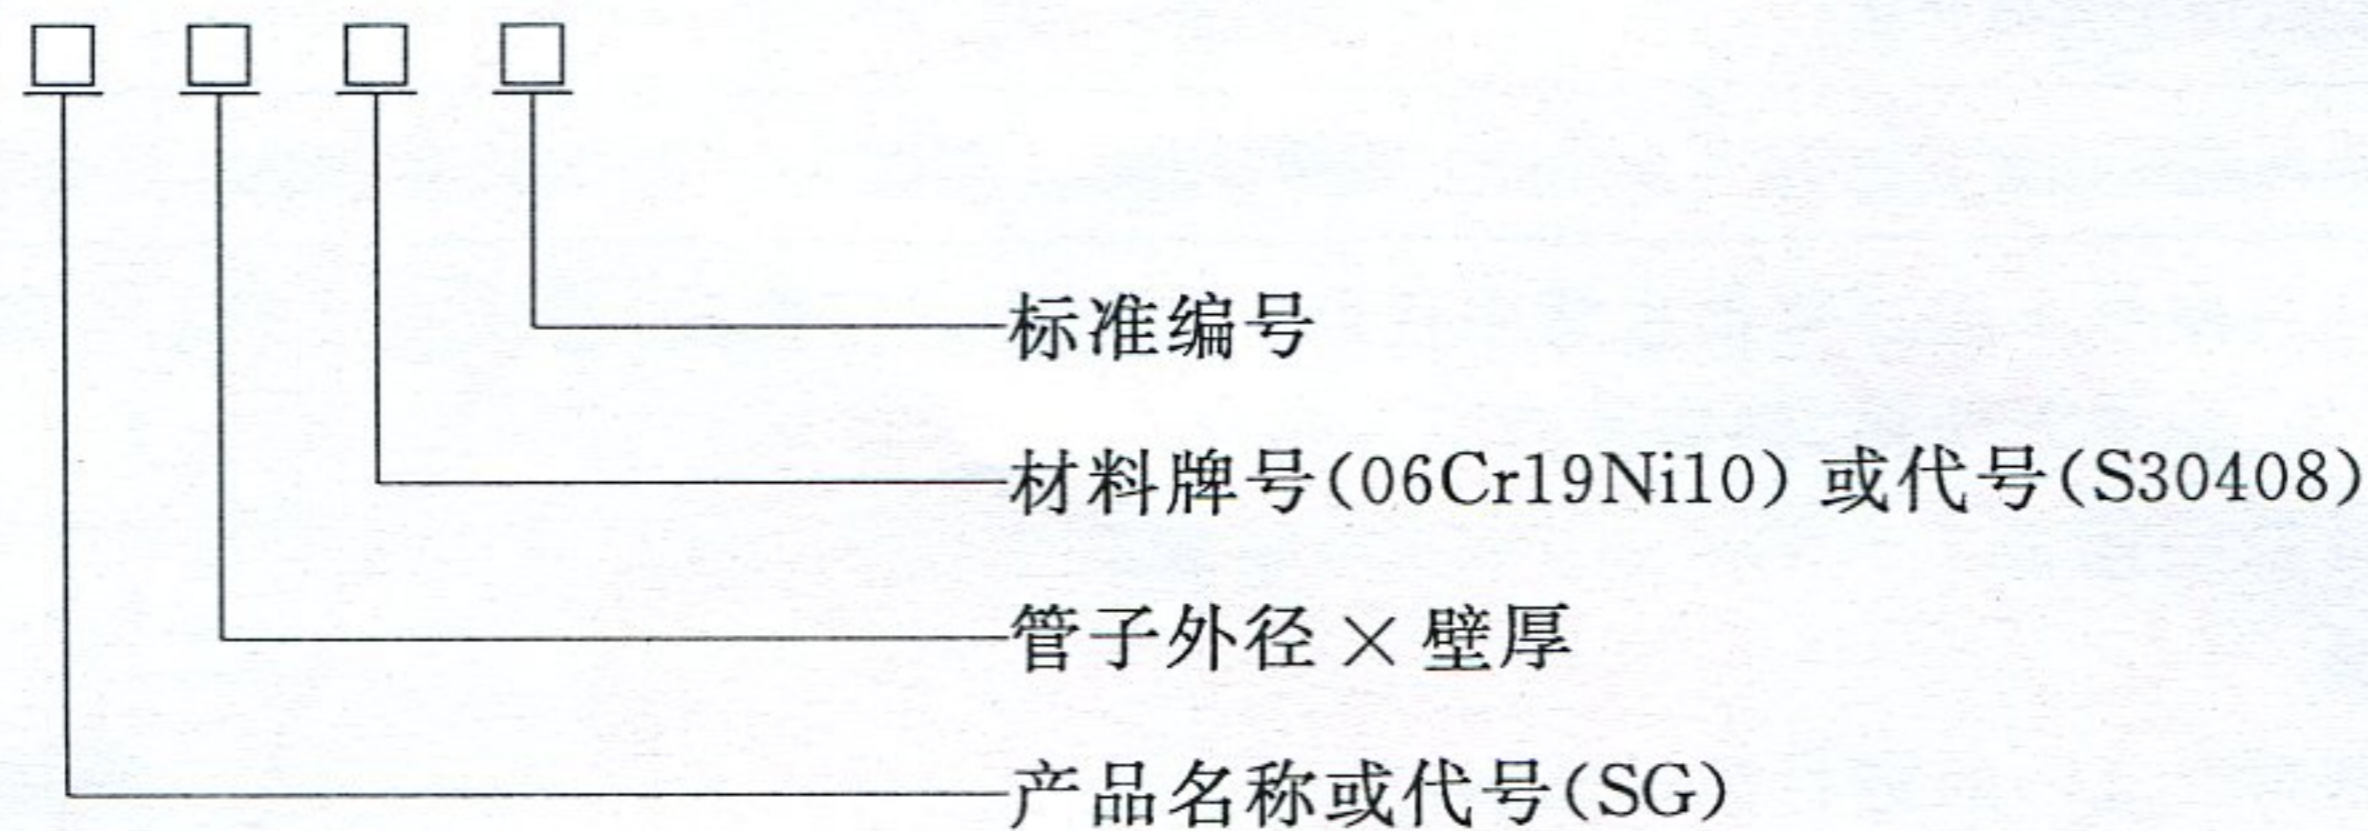 □ □ □ □
标准编号
材料牌号(06Cr19Ni10)或代号(S30408)
管子外径×壁厚
产品名称或代号(SG)